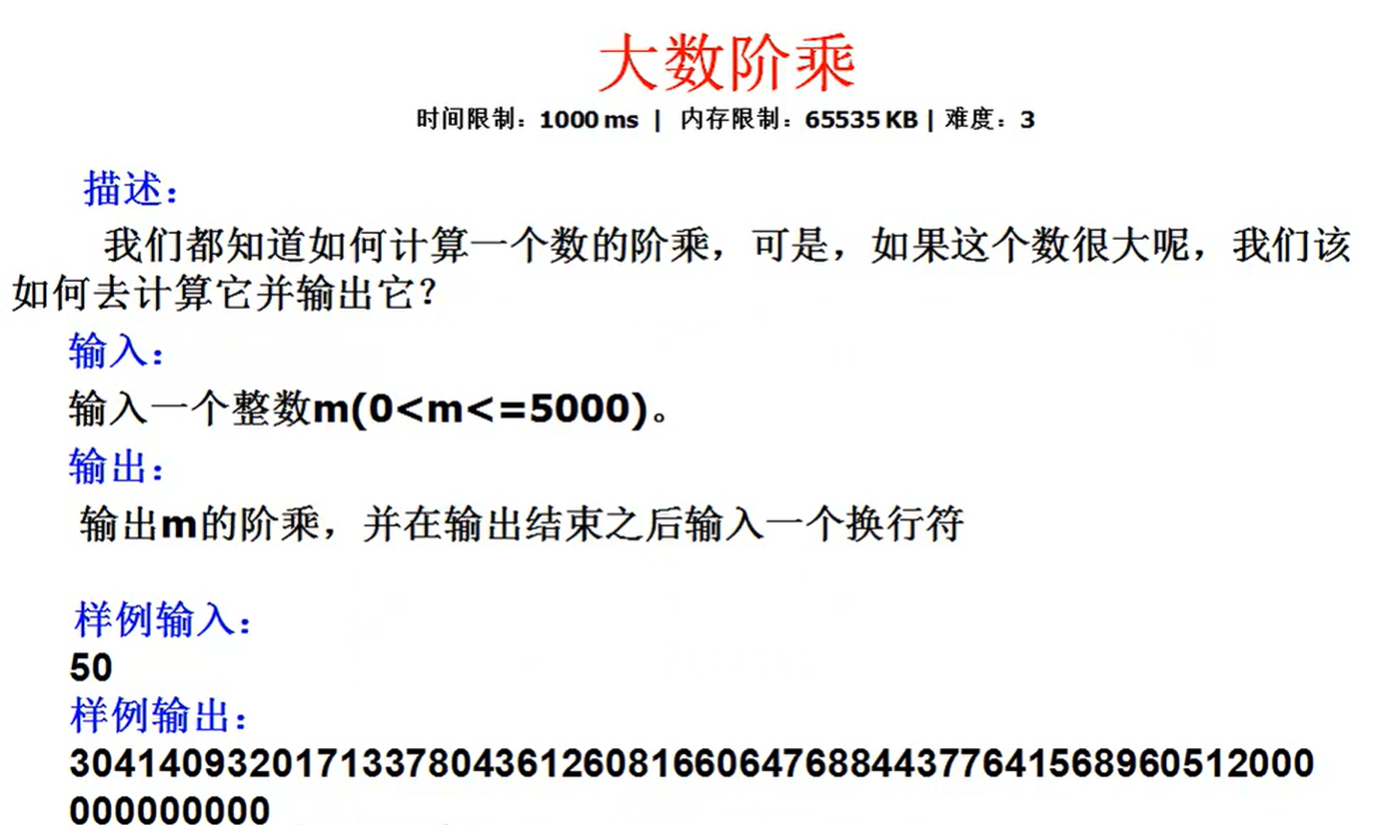 大数阶乘
时间限制：1000 ms | 内存限制：65535 KB | 难度：3
描述：
我们都知道如何计算一个数的阶乘，可是，如果这个数很大呢，我们该
如何去计算它并输出它？
输入：
输入一个整数m(0<m<=5000)。
输出：
输出m的阶乘，并在输出结束之后输入一个换行符
样例输入：
50
样例输出：
30414093201713378043612608166064768844377641568960512000
000000000